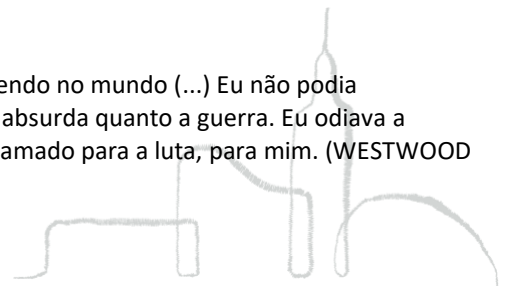 endo no mundo (...) Eu não podia
absurda quanto a guerra. Eu odiava a
amado para a luta, para mim. (WESTWOOD